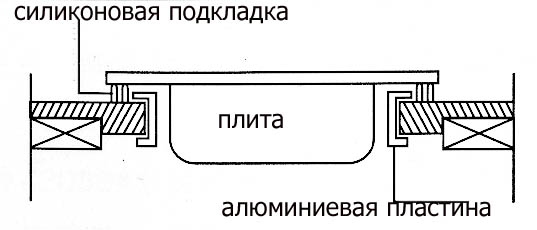 силиконовая подкладка
плита
алюминиевая пластина